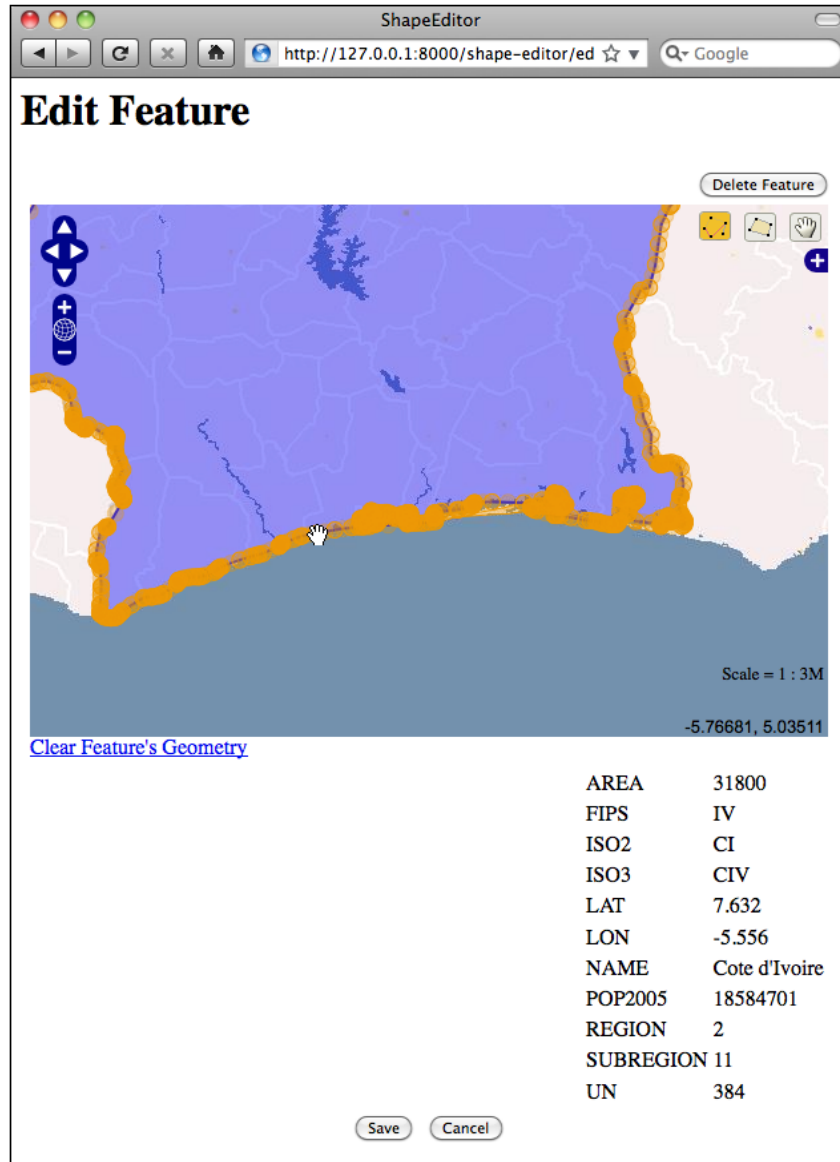 ShapeEditor
http://127.0.0.1:8000/shape-editor/ed
Google
Edit Feature
Delete Feature
Scale = 1 : 3M
-5.76681, 5.03511
Clear Feature's Geometry
AREA 31800
FIPS IV
ISO2 CI
ISO3 CIV
LAT 7.632
LON -5.556
NAME Cote d'Ivoire
POP2005 18584701
REGION 2
SUBREGION 11
UN 384
Save Cancel